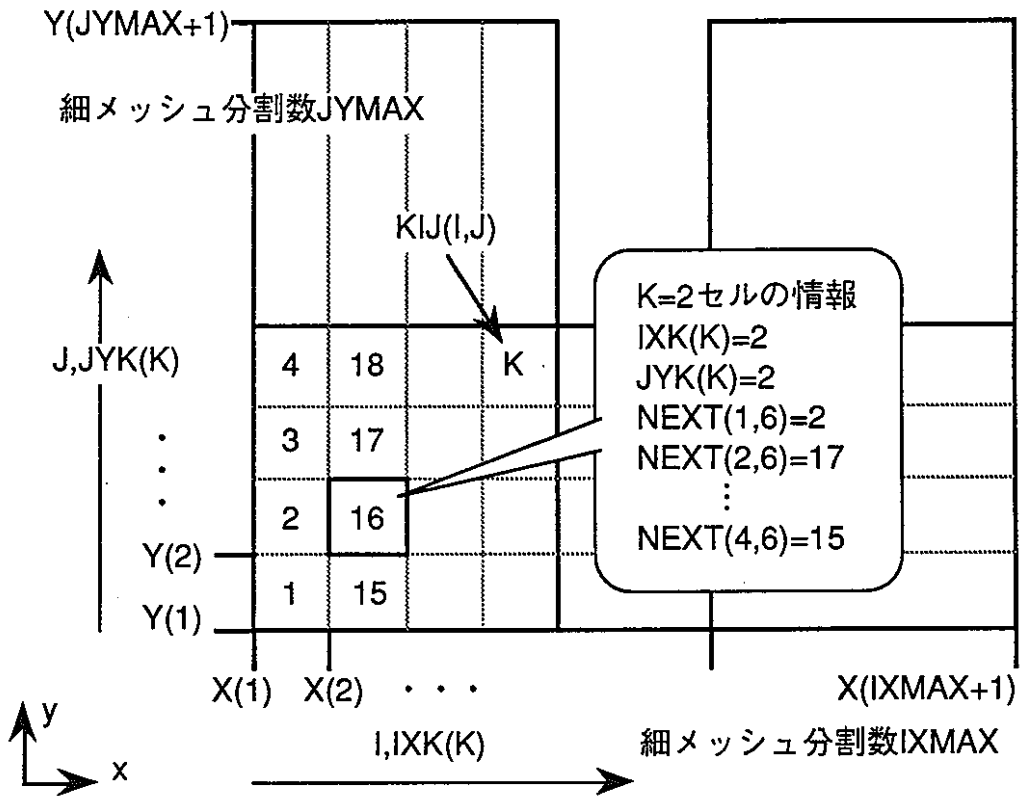 Y(JYMAX+1)
細メッシュ分割数JYMAX
KIJ(I,J)
K=2セルの情報
IXK(K)=2
JYK(K)=2
NEXT(1,6)=2
NEXT(2,6)=17
⋮
NEXT(4,6)=15
J,JYK(K)
4 18 K
3 17
2 16
Y(2)
1 15
Y(1)
X(1) X(2) ・・・ X(IXMAX+1)
I,IXK(K) 細メッシュ分割数IXMAX
y
x